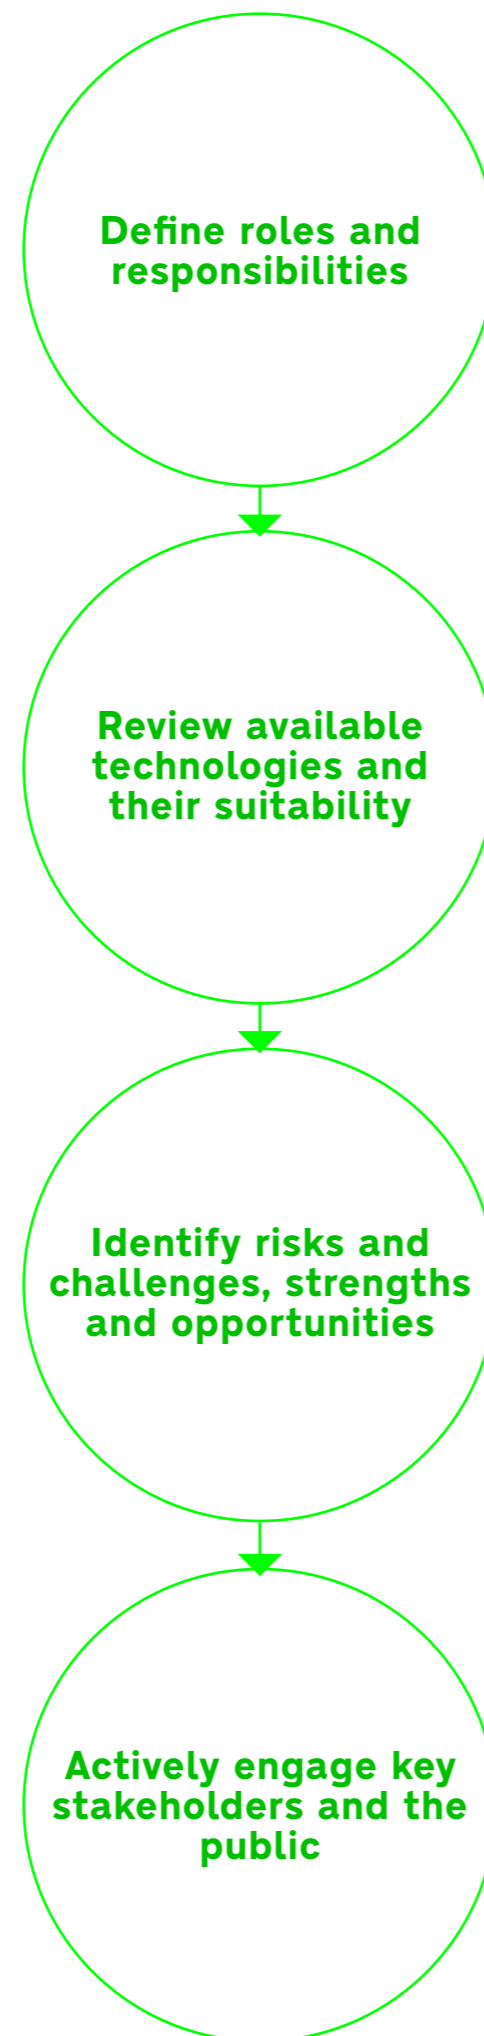 Define roles and
responsibilities
Review available
technologies and
their suitability
Identify risks and
challenges, strengths
and opportunities
Actively engage key
stakeholders and the
public